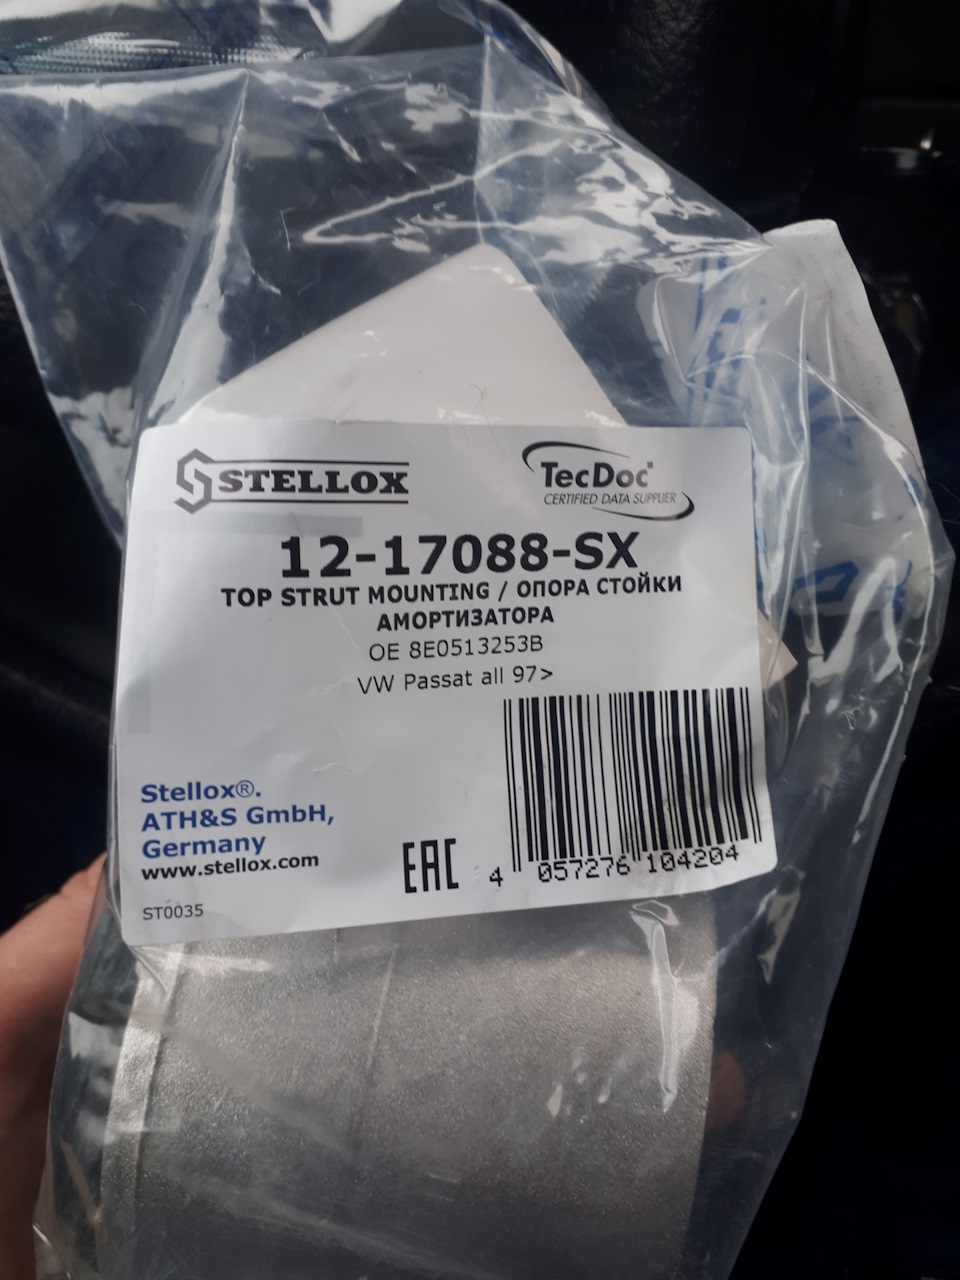 STELLOX
TecDoc
CERTIFIED DATA SUPPLIER
12-17088-SX
TOP STRUT MOUNTING / ОПОРА СТОЙКИ
АМОРТИЗАТОРА
OE 8E0513253B
VW Passat all 97>
Stellox®.
ATH&S GmbH,
Germany
www.stellox.com
EAC
4 057276 104204
ST0035